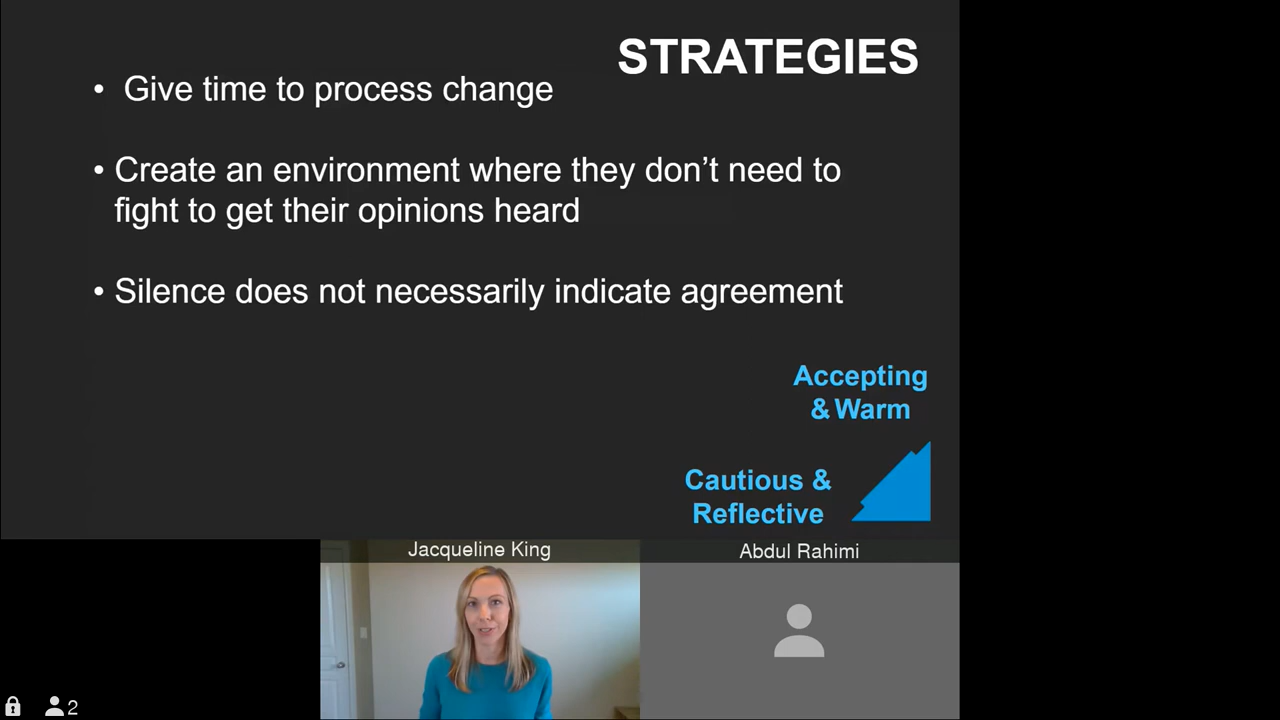 STRATEGIES
• Give time to process change
• Create an environment where they don’t need to
fight to get their opinions heard
• Silence does not necessarily indicate agreement
Accepting
& Warm
Cautious &
Reflective
Jacqueline King
Abdul Rahimi
2